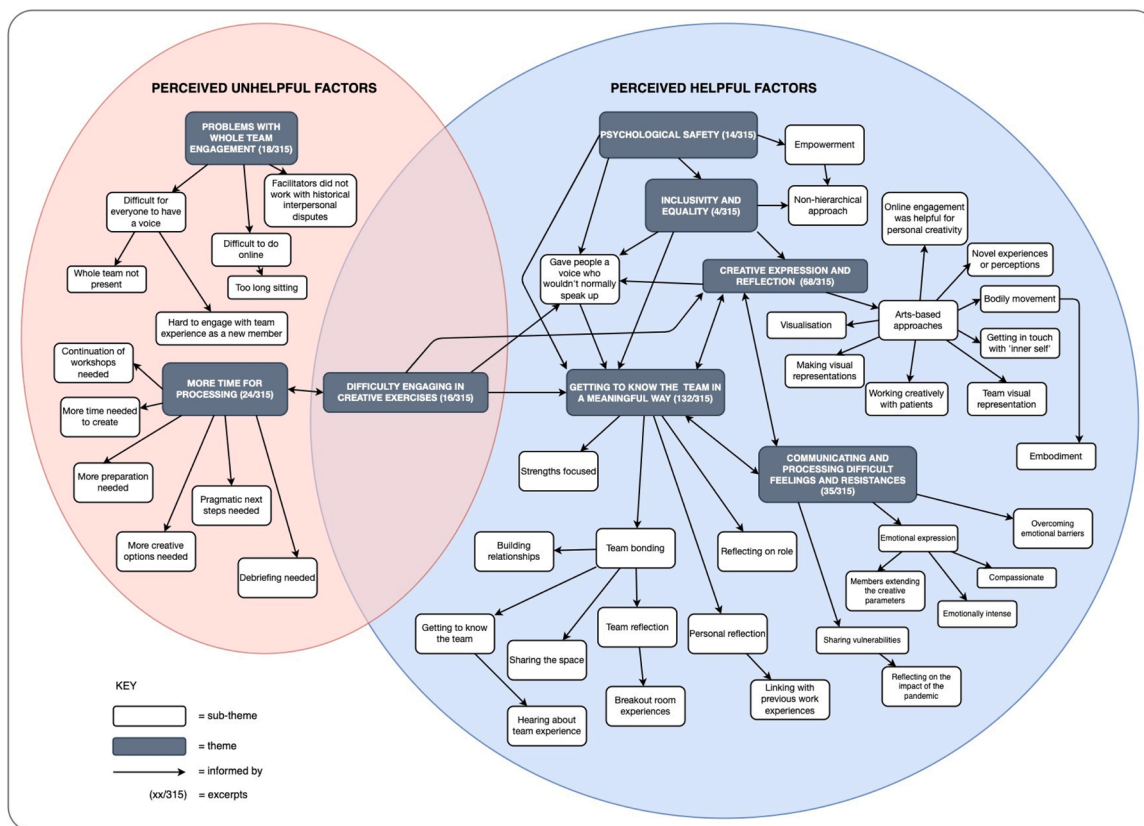 PERCEIVED UNHELPFUL FACTORS
PROBLEMS WITH
WHOLE TEAM
ENGAGEMENT (18/315)
Difficult for
everyone to have
a voice
Facilitators did not
work with historical
interpersonal
disputes
Difficult to do
online
Whole team not
present
Too long sitting
Hard to engage with team
experience as a new member
Continuation of
workshops
needed
MORE TIME FOR
PROCESSING (24/315)
DIFFICULTY ENGAGING IN
CREATIVE EXERCISES (16/315)
More time needed
to create
More preparation
needed
Pragmatic next
steps needed
More creative
options needed
Debriefing needed
PERCEIVED HELPFUL FACTORS
PSYCHOLOGICAL SAFETY (14/315)
Empowerment
INCLUSIVITY AND
EQUALITY (4/315)
Non-hierarchical
approach
Online engagement
was helpful for
personal creativity
Gave people a
voice who
wouldn't normally
speak up
CREATIVE EXPRESSION AND
REFLECTION (68/315)
Novel experiences
or perceptions
Bodily movement
Visualisation
Arts-based
approaches
Getting in touch
with 'inner self'
Making visual
representations
Working creatively
with patients
Team visual
representation
Embodiment
GETTING TO KNOW THE TEAM IN
A MEANINGFUL WAY (132/315)
Strengths focused
COMMUNICATING AND
PROCESSING DIFFICULT
FEELINGS AND RESISTANCES
(35/315)
Building
relationships
Team bonding
Reflecting on role
Emotional expression
Overcoming
emotional barriers
Members extending
the creative
parameters
Compassionate
Emotionally intense
Getting to know
the team
Sharing the space
Team reflection
Personal reflection
Sharing vulnerabilities
Hearing about
team experience
Breakout room
experiences
Linking with
previous work
experiences
Reflecting on the
impact of the
pandemic
KEY
= sub-theme
= theme
= informed by
(xx/315) = excerpts